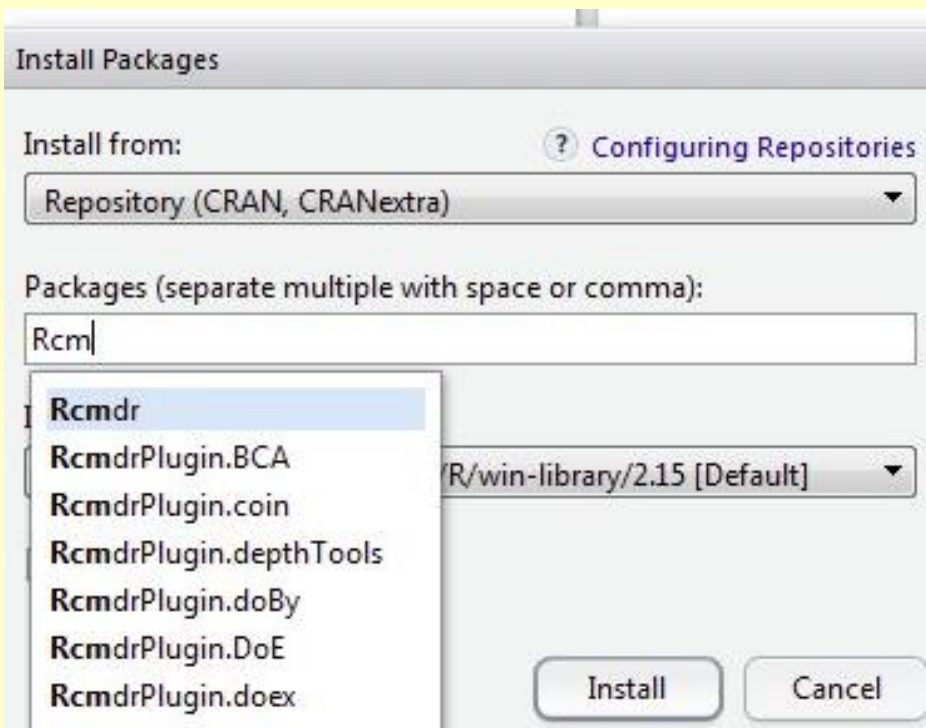 Install Packages
Install from:
? Configuring Repositories
Repository (CRAN, CRANextra)
Packages (separate multiple with space or comma):
Rcm
Rcmdr
RcmdrPlugin.BCA
/R/win-library/2.15 [Default]
RcmdrPlugin.coin
RcmdrPlugin.depthTools
RcmdrPlugin.doBy
RcmdrPlugin.DoE
RcmdrPlugin.doex
Install
Cancel